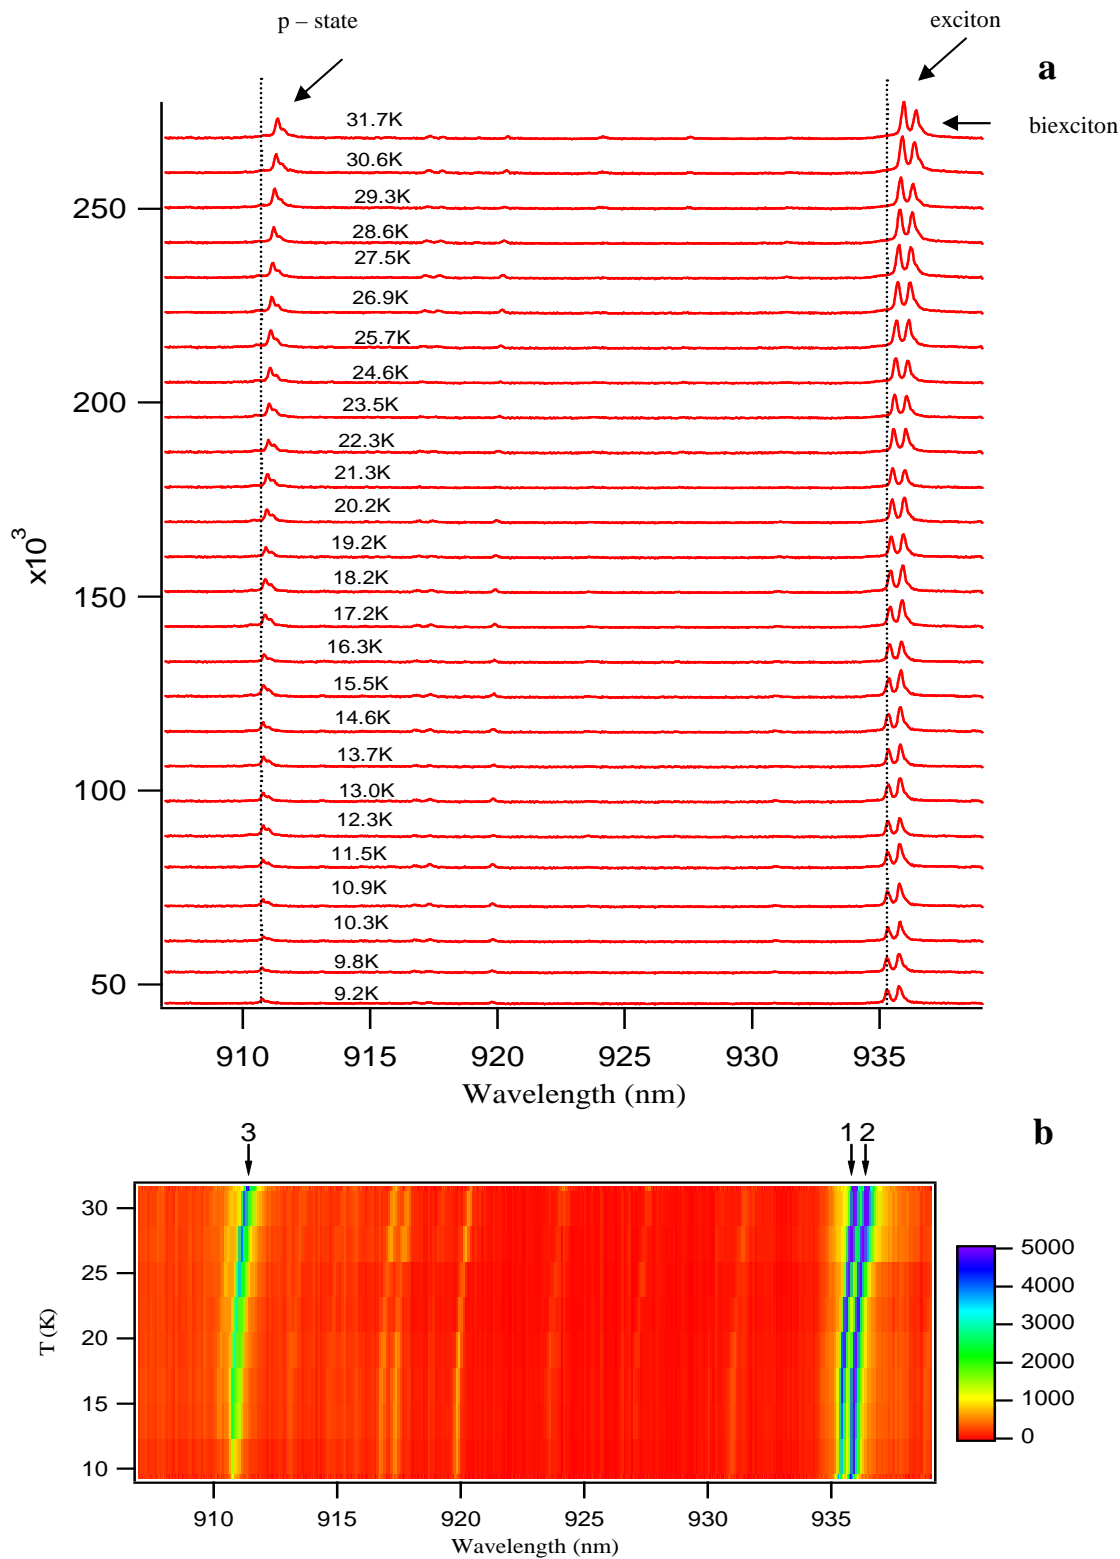 p – state
exciton
a
biexciton
31.7K
30.6K
29.3K
28.6K
27.5K
26.9K
25.7K
24.6K
23.5K
22.3K
21.3K
20.2K
19.2K
18.2K
17.2K
16.3K
15.5K
14.6K
13.7K
13.0K
12.3K
11.5K
10.9K
10.3K
9.8K
9.2K
250
200
150
100
50
x10³
910 915 920 925 930 935
Wavelength (nm)
3 1 2
b
30
25
20
15
10
T (K)
5000
4000
3000
2000
1000
0
910 915 920 925 930 935
Wavelength (nm)